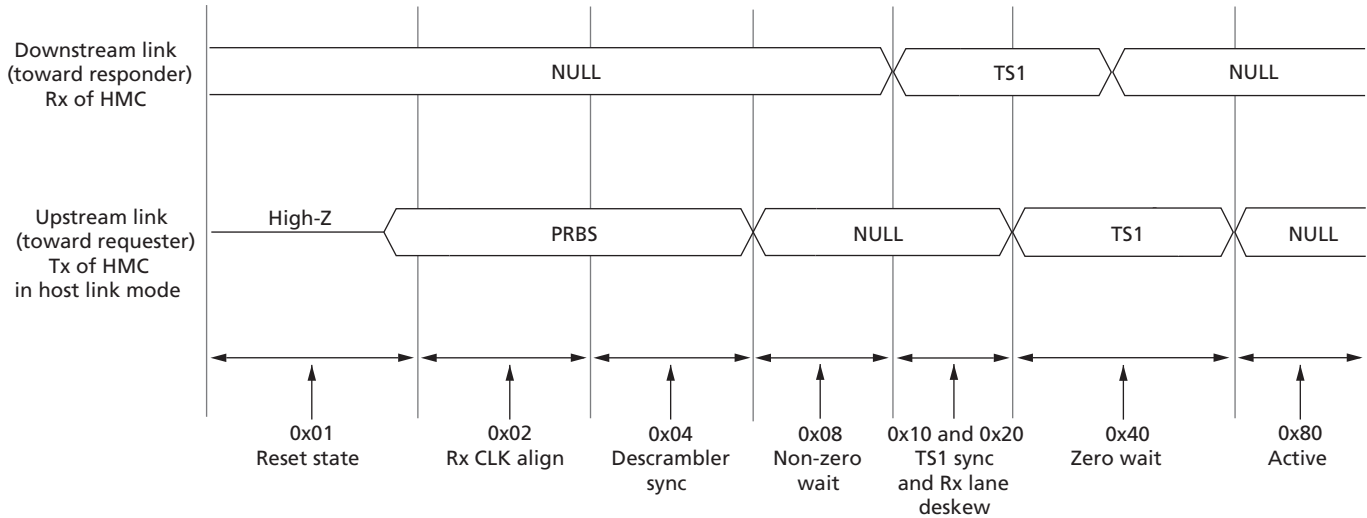 Downstream link
(toward responder)
Rx of HMC
NULL
TS1
NULL
Upstream link
(toward requester)
Tx of HMC
in host link mode
High-Z
PRBS
NULL
TS1
NULL
0x01
Reset state
0x02
Rx CLK align
0x04
Descrambler
sync
0x08
Non-zero
wait
0x10 and 0x20
TS1 sync
and Rx lane
deskew
0x40
Zero wait
0x80
Active